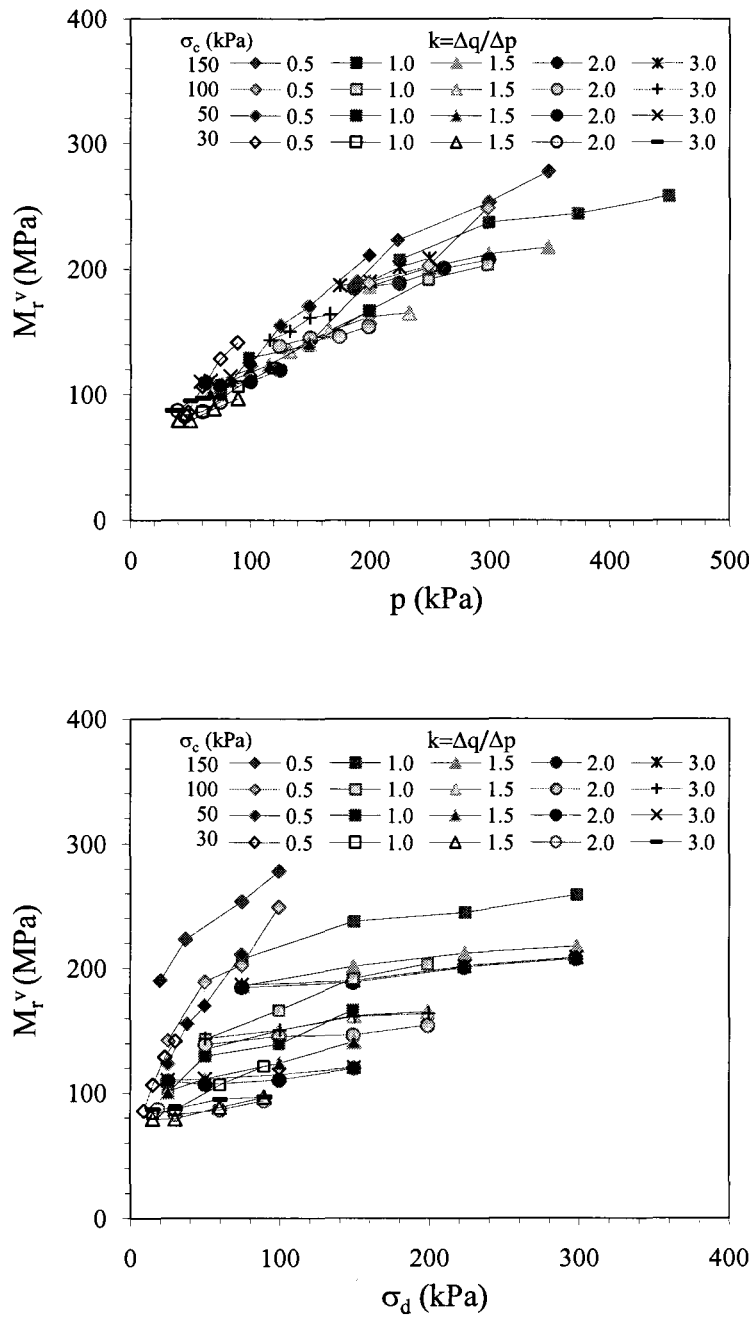 400
σc (kPa) k=Δq/Δp
150 0.5 1.0 1.5 2.0 3.0
100 0.5 1.0 1.5 2.0 3.0
50 0.5 1.0 1.5 2.0 3.0
30 0.5 1.0 1.5 2.0 3.0
300
200
100
0
Mrv (MPa)
0 100 200 300 400 500
p (kPa)
400
σc (kPa) k=Δq/Δp
150 0.5 1.0 1.5 2.0 3.0
100 0.5 1.0 1.5 2.0 3.0
50 0.5 1.0 1.5 2.0 3.0
30 0.5 1.0 1.5 2.0 3.0
300
200
100
0
Mrv (MPa)
0 100 200 300 400
σd (kPa)